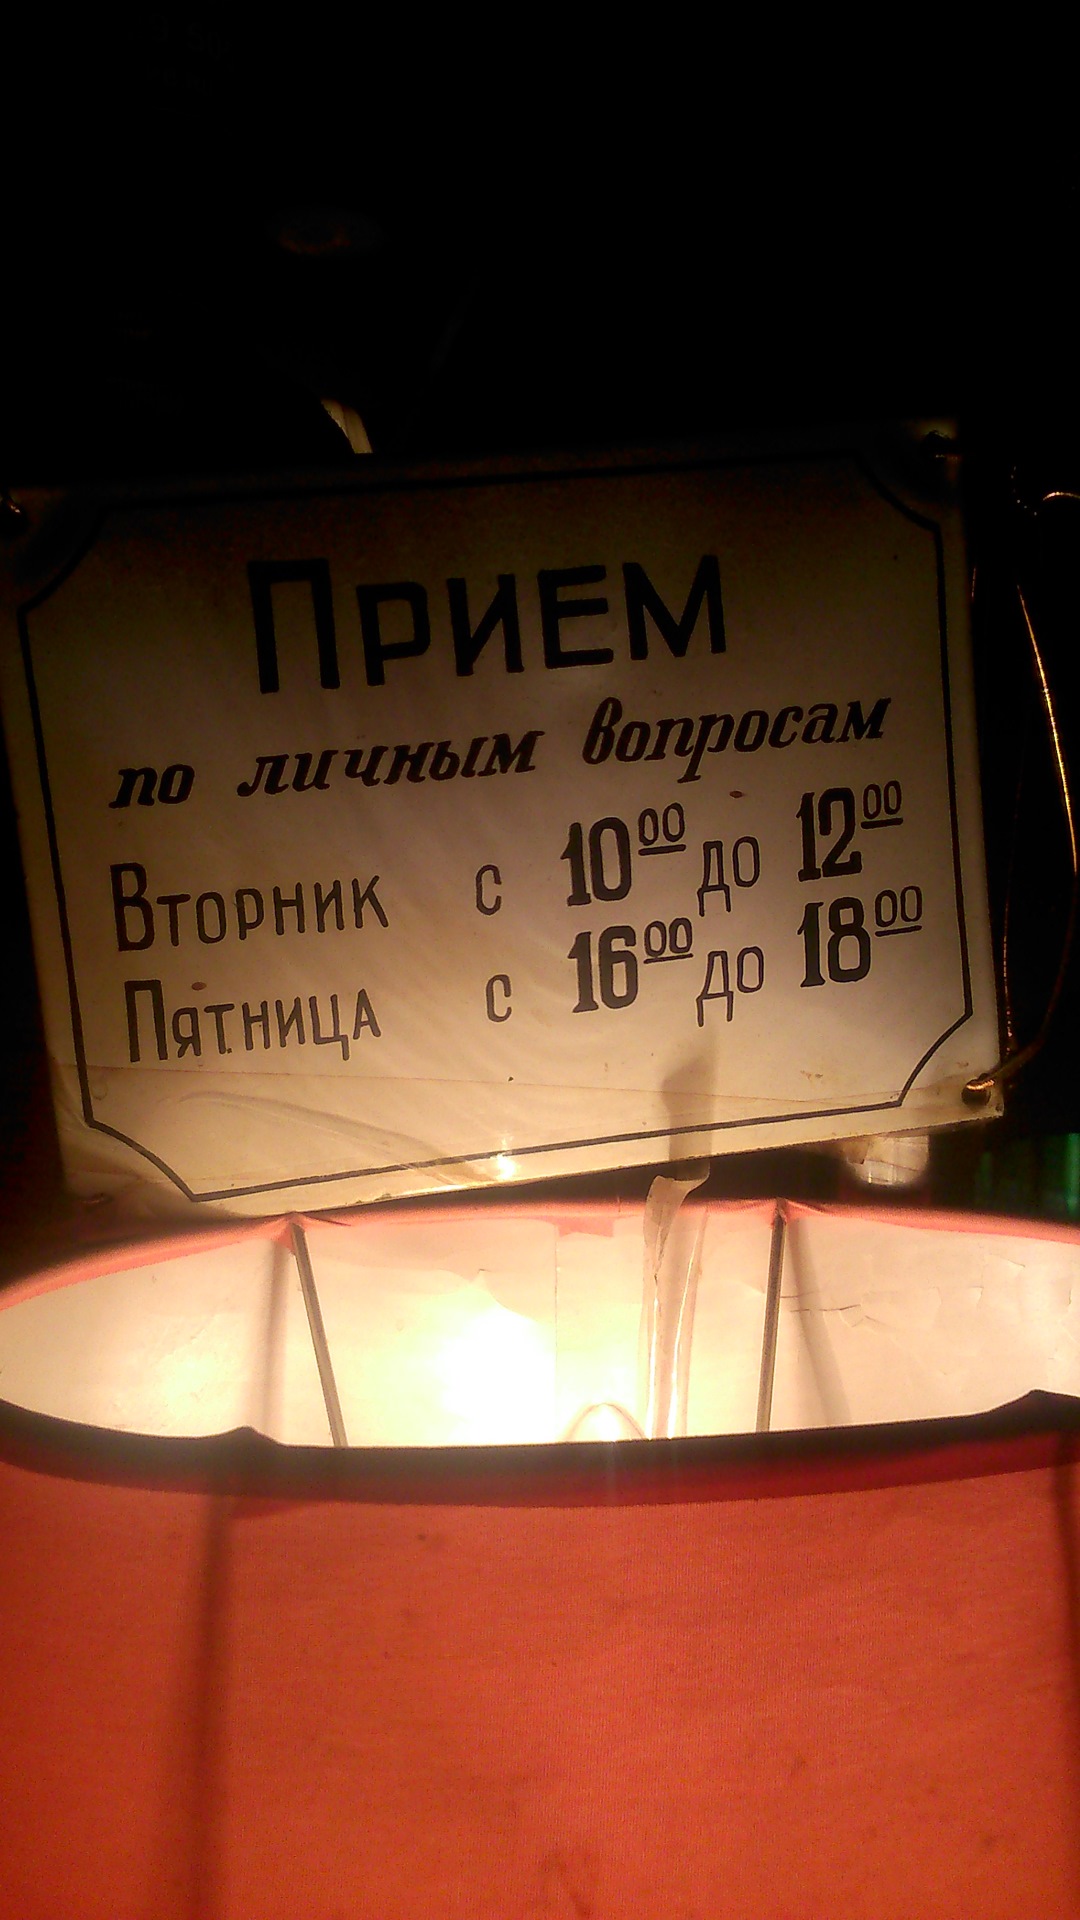 Прием
по личным вопросам
Вторник с 10⁰⁰ до 12⁰⁰
Пятница с 16⁰⁰ до 18⁰⁰